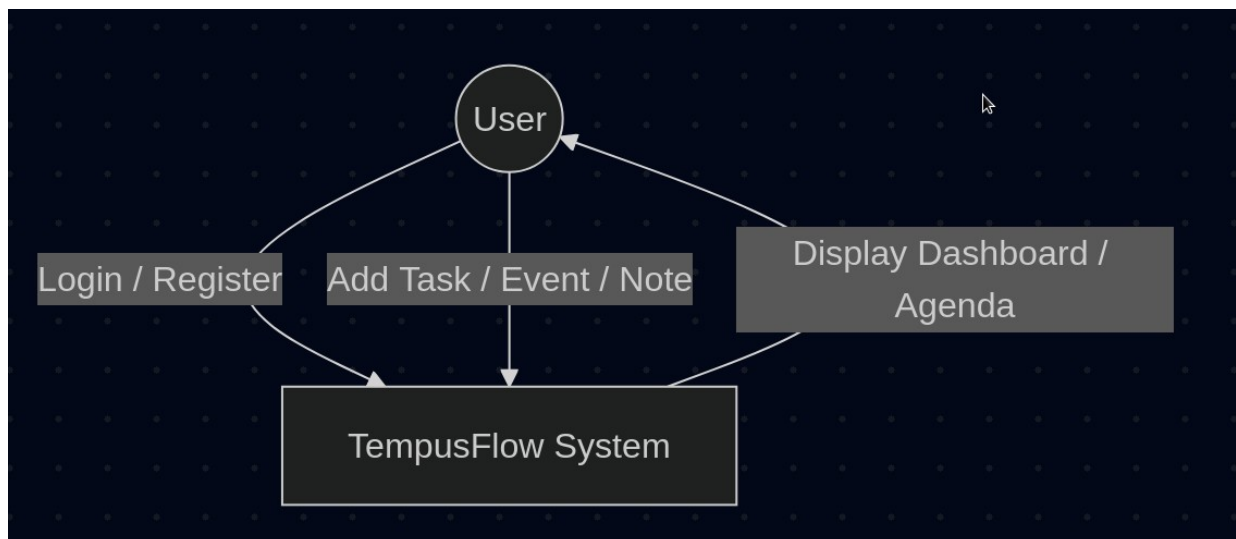 User
Login / Register
Add Task / Event / Note
Display Dashboard /
Agenda
TempusFlow System